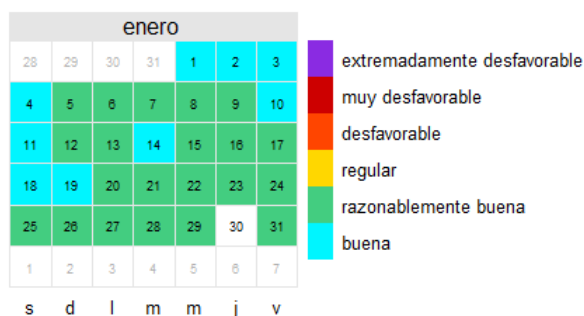 enero
28 29 30 31 1 2 3
4 5 6 7 8 9 10
11 12 13 14 15 16 17
18 19 20 21 22 23 24
25 26 27 28 29 30 31
1 2 3 4 5 6 7
s d l m m j v
extremadamente desfavorable
muy desfavorable
desfavorable
regular
razonablemente buena
buena